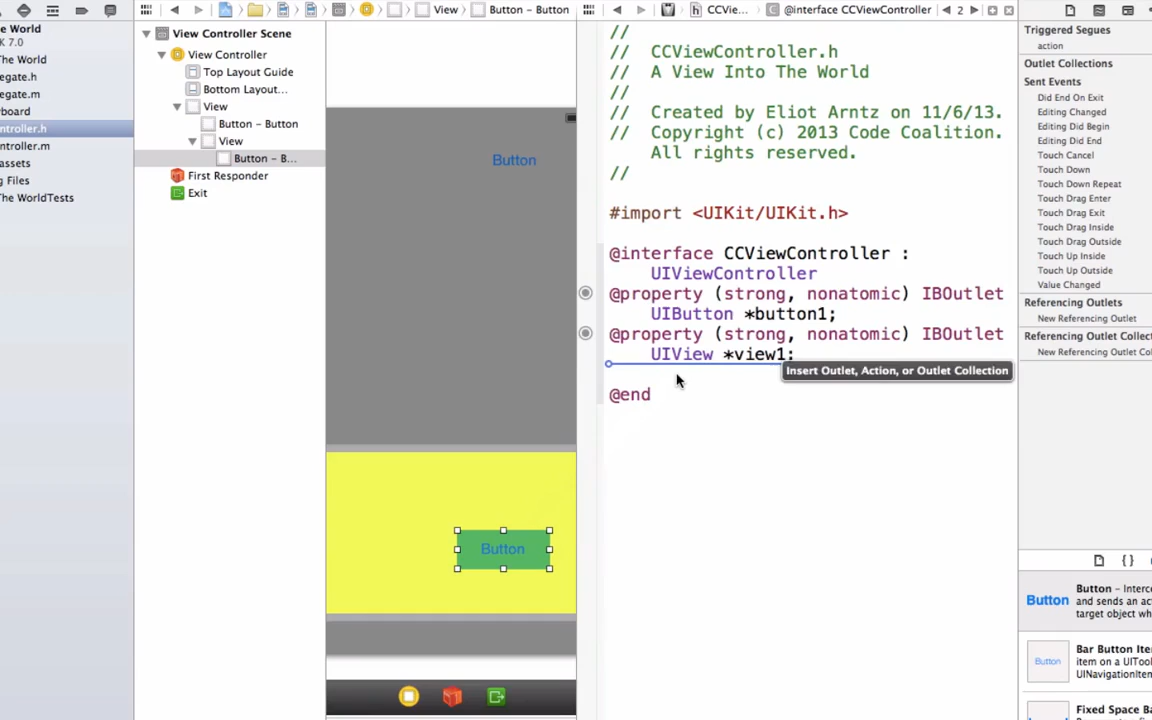 he World
K 7.0
The World
egate.h
egate.m
board
ntroller.h
ntroller.m
assets
g Files
he WorldTests
View
Button - Button
View Controller Scene
View Controller
Top Layout Guide
Bottom Layout...
View
Button - Button
View
Button - B...
First Responder
Exit
Button
Button
CCVie...
@interface CCViewController
2
//
// CCViewController.h
// A View Into The World
//
// Created by Eliot Arntz on 11/6/13.
// Copyright (c) 2013 Code Coalition.
All rights reserved.
//
#import <UIKit/UIKit.h>
@interface CCViewController :
UIViewController
@property (strong, nonatomic) IBOutlet
UIButton *button1;
@property (strong, nonatomic) IBOutlet
UIView *view1;
Insert Outlet, Action, or Outlet Collection
@end
Triggered Segues
action
Outlet Collections
Sent Events
Did End On Exit
Editing Changed
Editing Did Begin
Editing Did End
Touch Cancel
Touch Down
Touch Down Repeat
Touch Drag Enter
Touch Drag Exit
Touch Drag Inside
Touch Drag Outside
Touch Up Inside
Touch Up Outside
Value Changed
Referencing Outlets
New Referencing Outlet
Referencing Outlet Collec
New Referencing Outlet Co
{ }
Button
Button - Interce
and sends an ac
target object wh
Button
Bar Button Iter
item on a UIToo
UINavigationIte
Fixed Space Ba